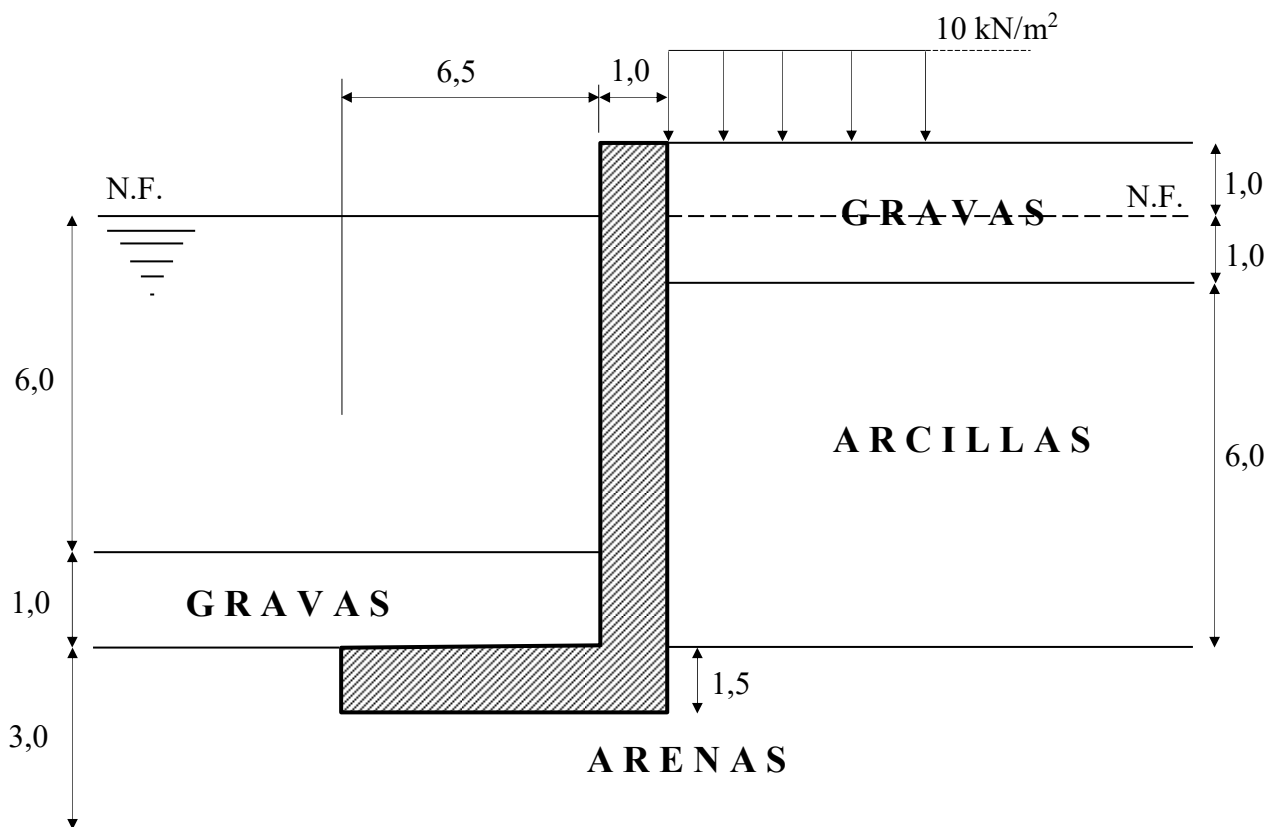 10 kN/m²
6,5
1,0
N.F.
1,0
GRAVAS
N.F.
1,0
6,0
ARCILLAS
6,0
1,0
GRAVAS
1,5
3,0
ARENAS